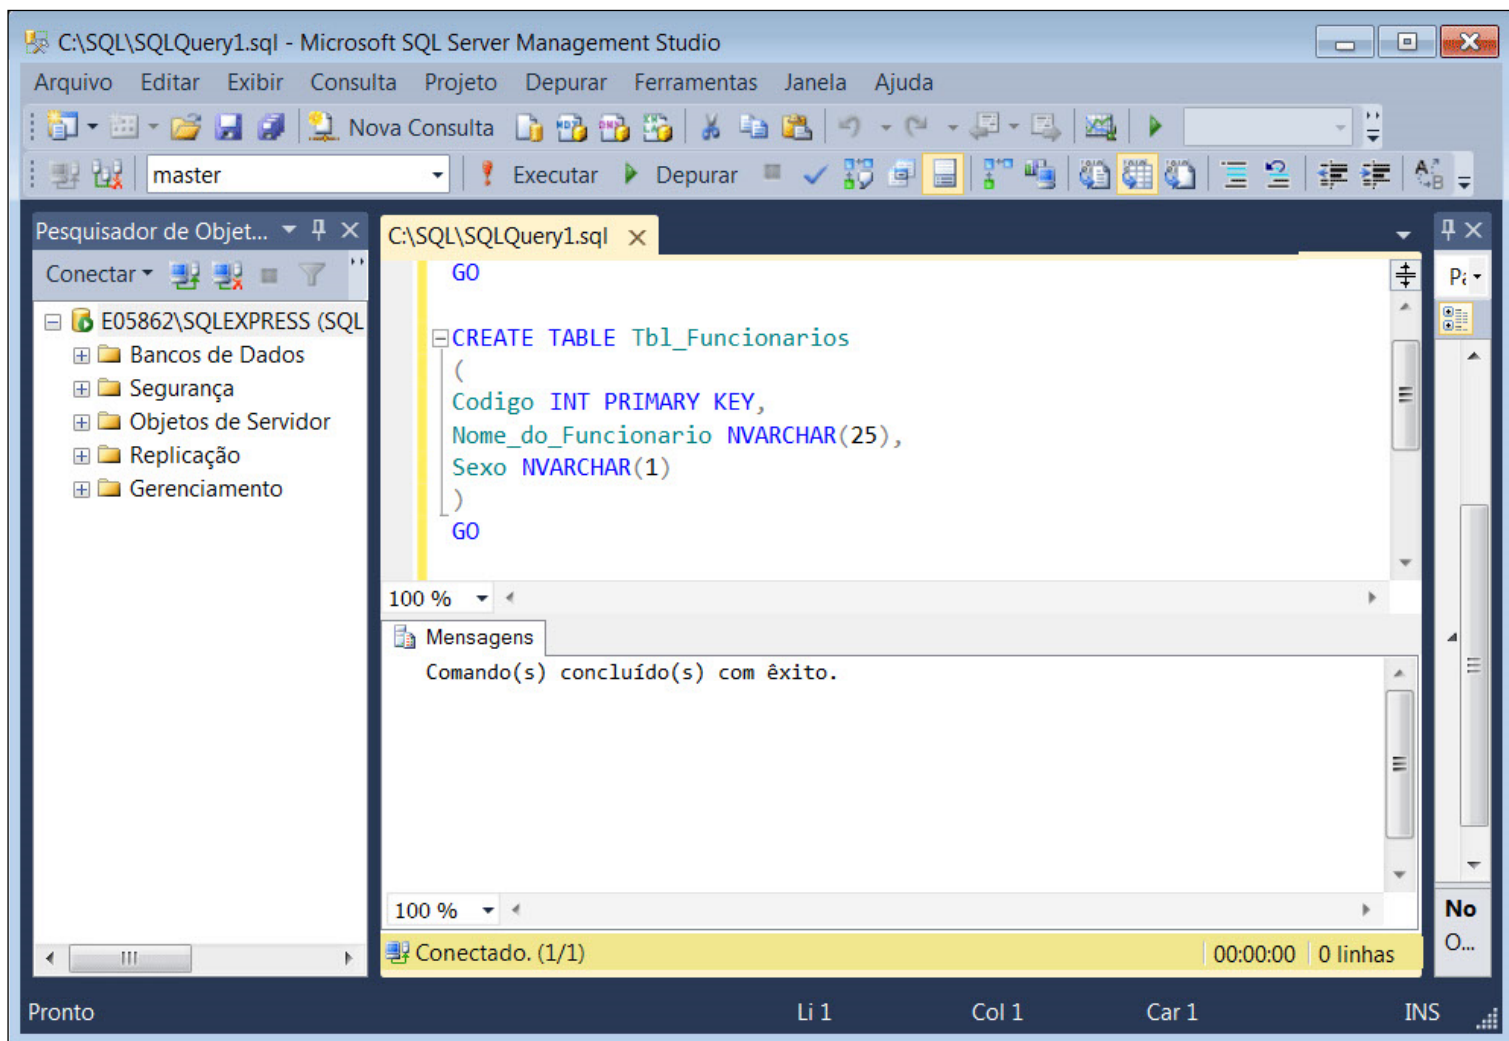 C:\SQL\SQLQuery1.sql - Microsoft SQL Server Management Studio
Arquivo Editar Exibir Consulta Projeto Depurar Ferramentas Janela Ajuda
Nova Consulta
master Executar Depurar
Pesquisador de Objet...
Conectar
E05862\SQLEXPRESS (SQL
Bancos de Dados
Segurança
Objetos de Servidor
Replicação
Gerenciamento
C:\SQL\SQLQuery1.sql
GO
CREATE TABLE Tbl_Funcionarios
(
Codigo INT PRIMARY KEY,
Nome_do_Funcionario NVARCHAR(25),
Sexo NVARCHAR(1)
)
GO
100 %
Mensagens
Comando(s) concluído(s) com êxito.
100 %
Conectado. (1/1) 00:00:00 0 linhas
No
O...
Pronto Li 1 Col 1 Car 1 INS